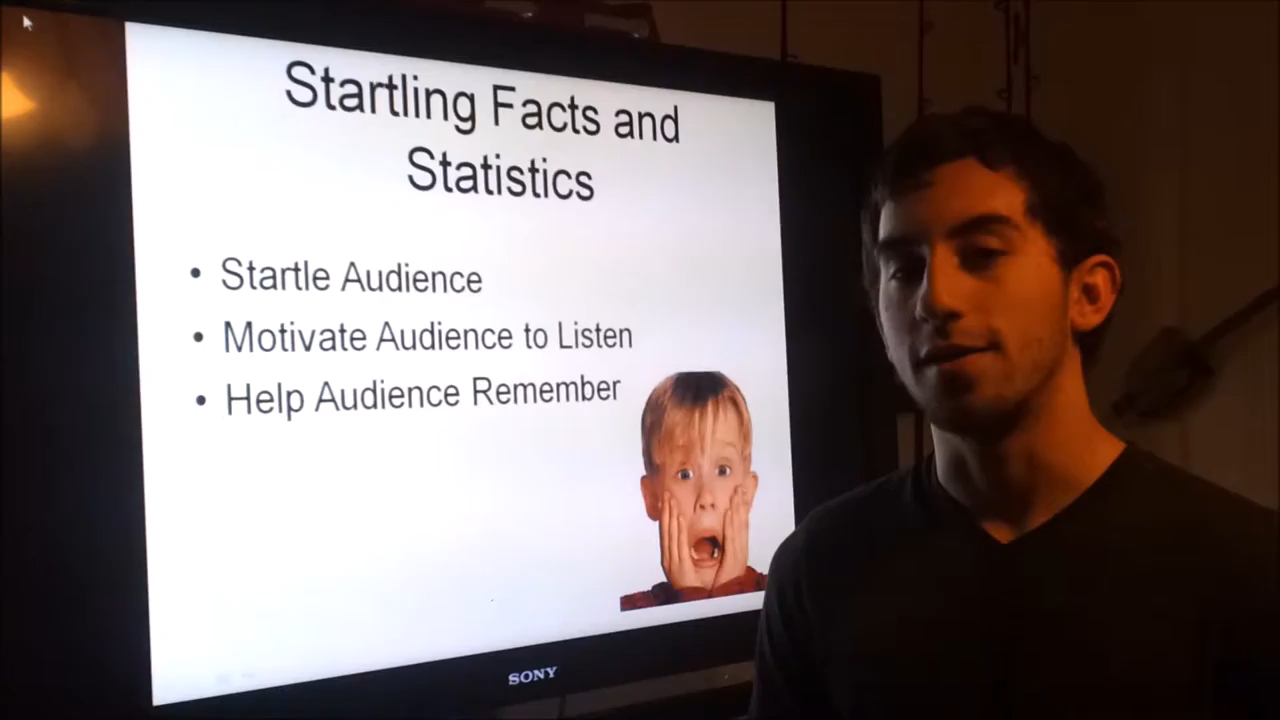 Startling Facts and
Statistics
• Startle Audience
• Motivate Audience to Listen
• Help Audience Remember
SONY